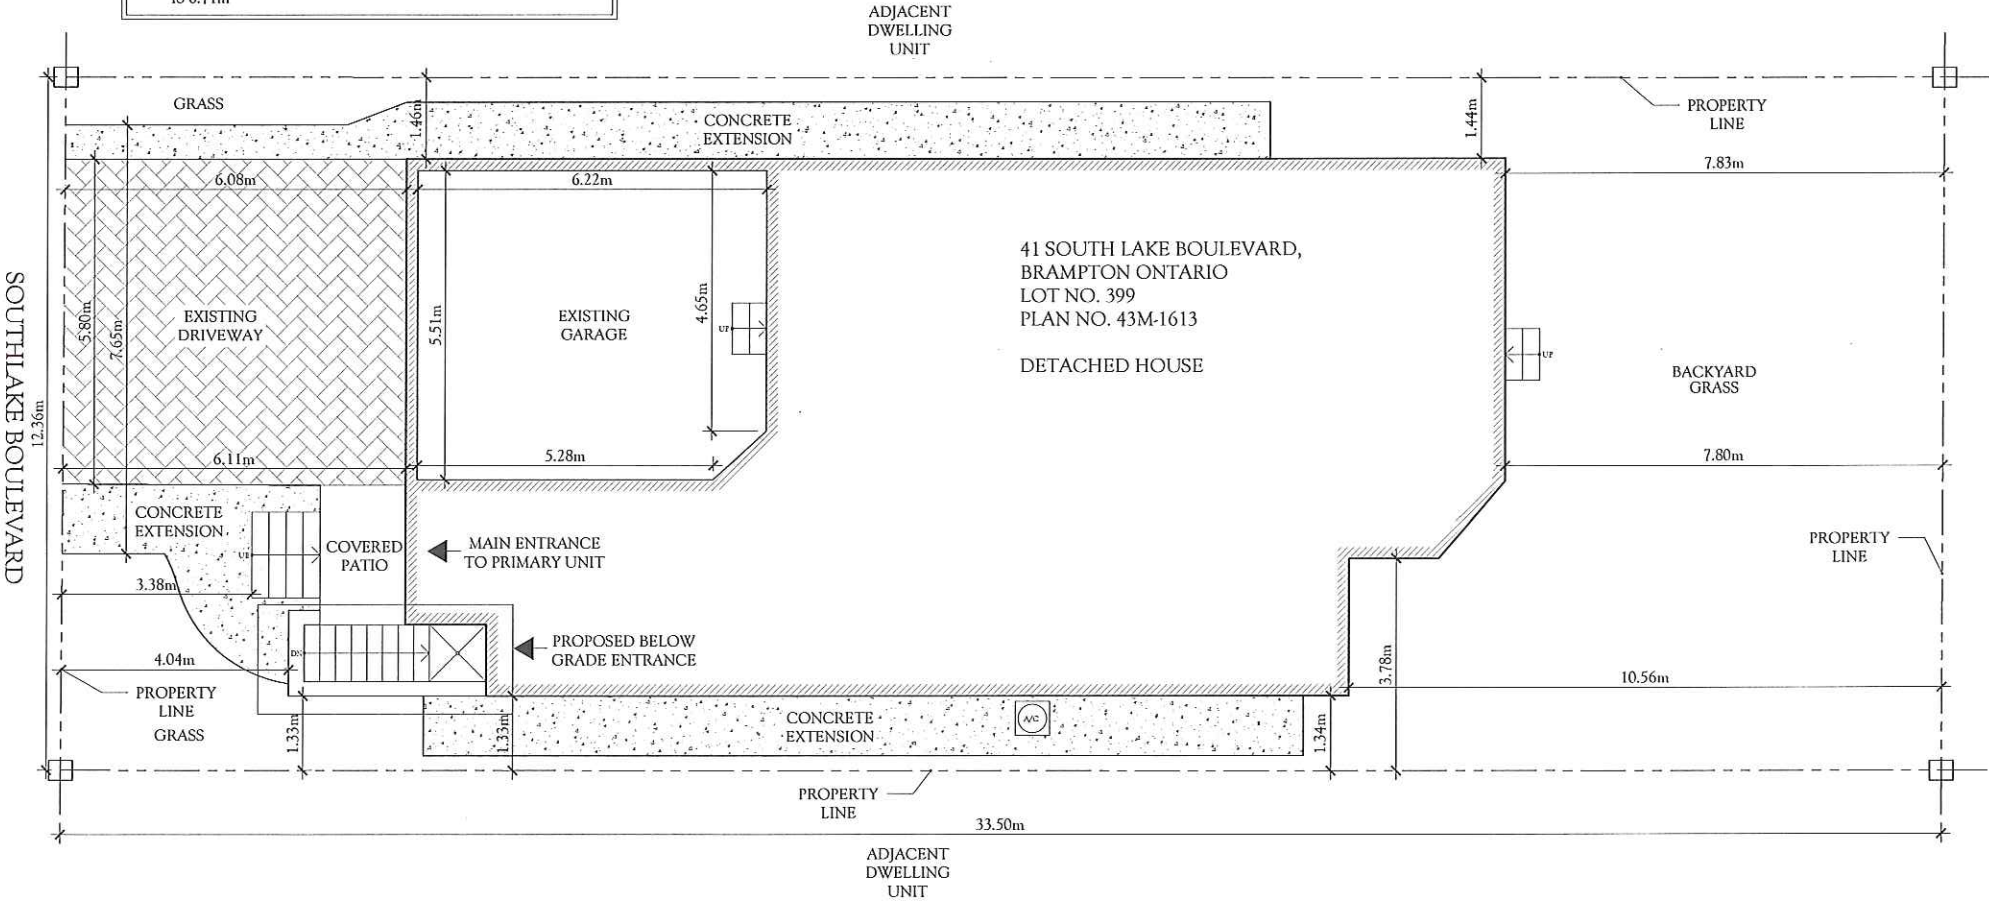 ADJACENT
DWELLING
UNIT
GRASS
1.46m
CONCRETE
EXTENSION
1.44m
PROPERTY
LINE
6.08m
6.22m
7.83m
SOUTHLAKE BOULEVARD
12.36m
5.80m
7.65m
EXISTING
DRIVEWAY
5.51m
EXISTING
GARAGE
4.65m
UP
41 SOUTH LAKE BOULEVARD,
BRAMPTON ONTARIO
LOT NO. 399
PLAN NO. 43M-1613
DETACHED HOUSE
UP
BACKYARD
GRASS
6.11m
5.28m
7.80m
CONCRETE
EXTENSION
UP
COVERED
PATIO
MAIN ENTRANCE
TO PRIMARY UNIT
PROPERTY
LINE
3.38m
DN
PROPOSED BELOW
GRADE ENTRANCE
4.04m
3.78m
10.56m
PROPERTY
LINE
GRASS
1.33m
1.33m
CONCRETE
EXTENSION
A/C
1.34m
PROPERTY
LINE
33.50m
ADJACENT
DWELLING
UNIT